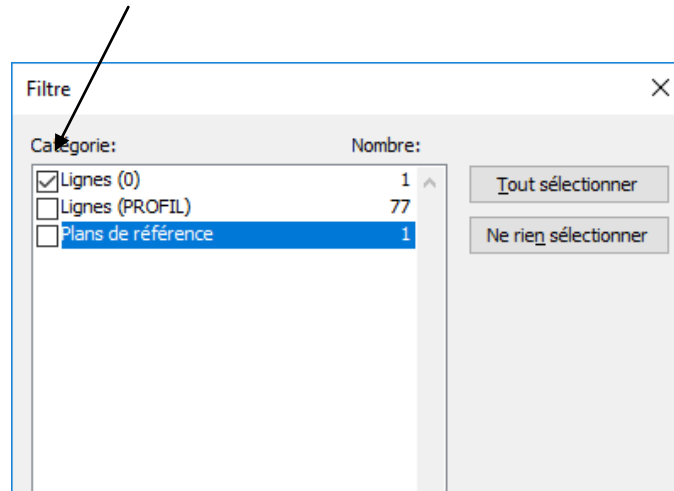 Filtre
Catégorie: Nombre:
Lignes (0) 1
Lignes (PROFIL) 77
Plans de référence 1
Tout sélectionner
Ne rien sélectionner